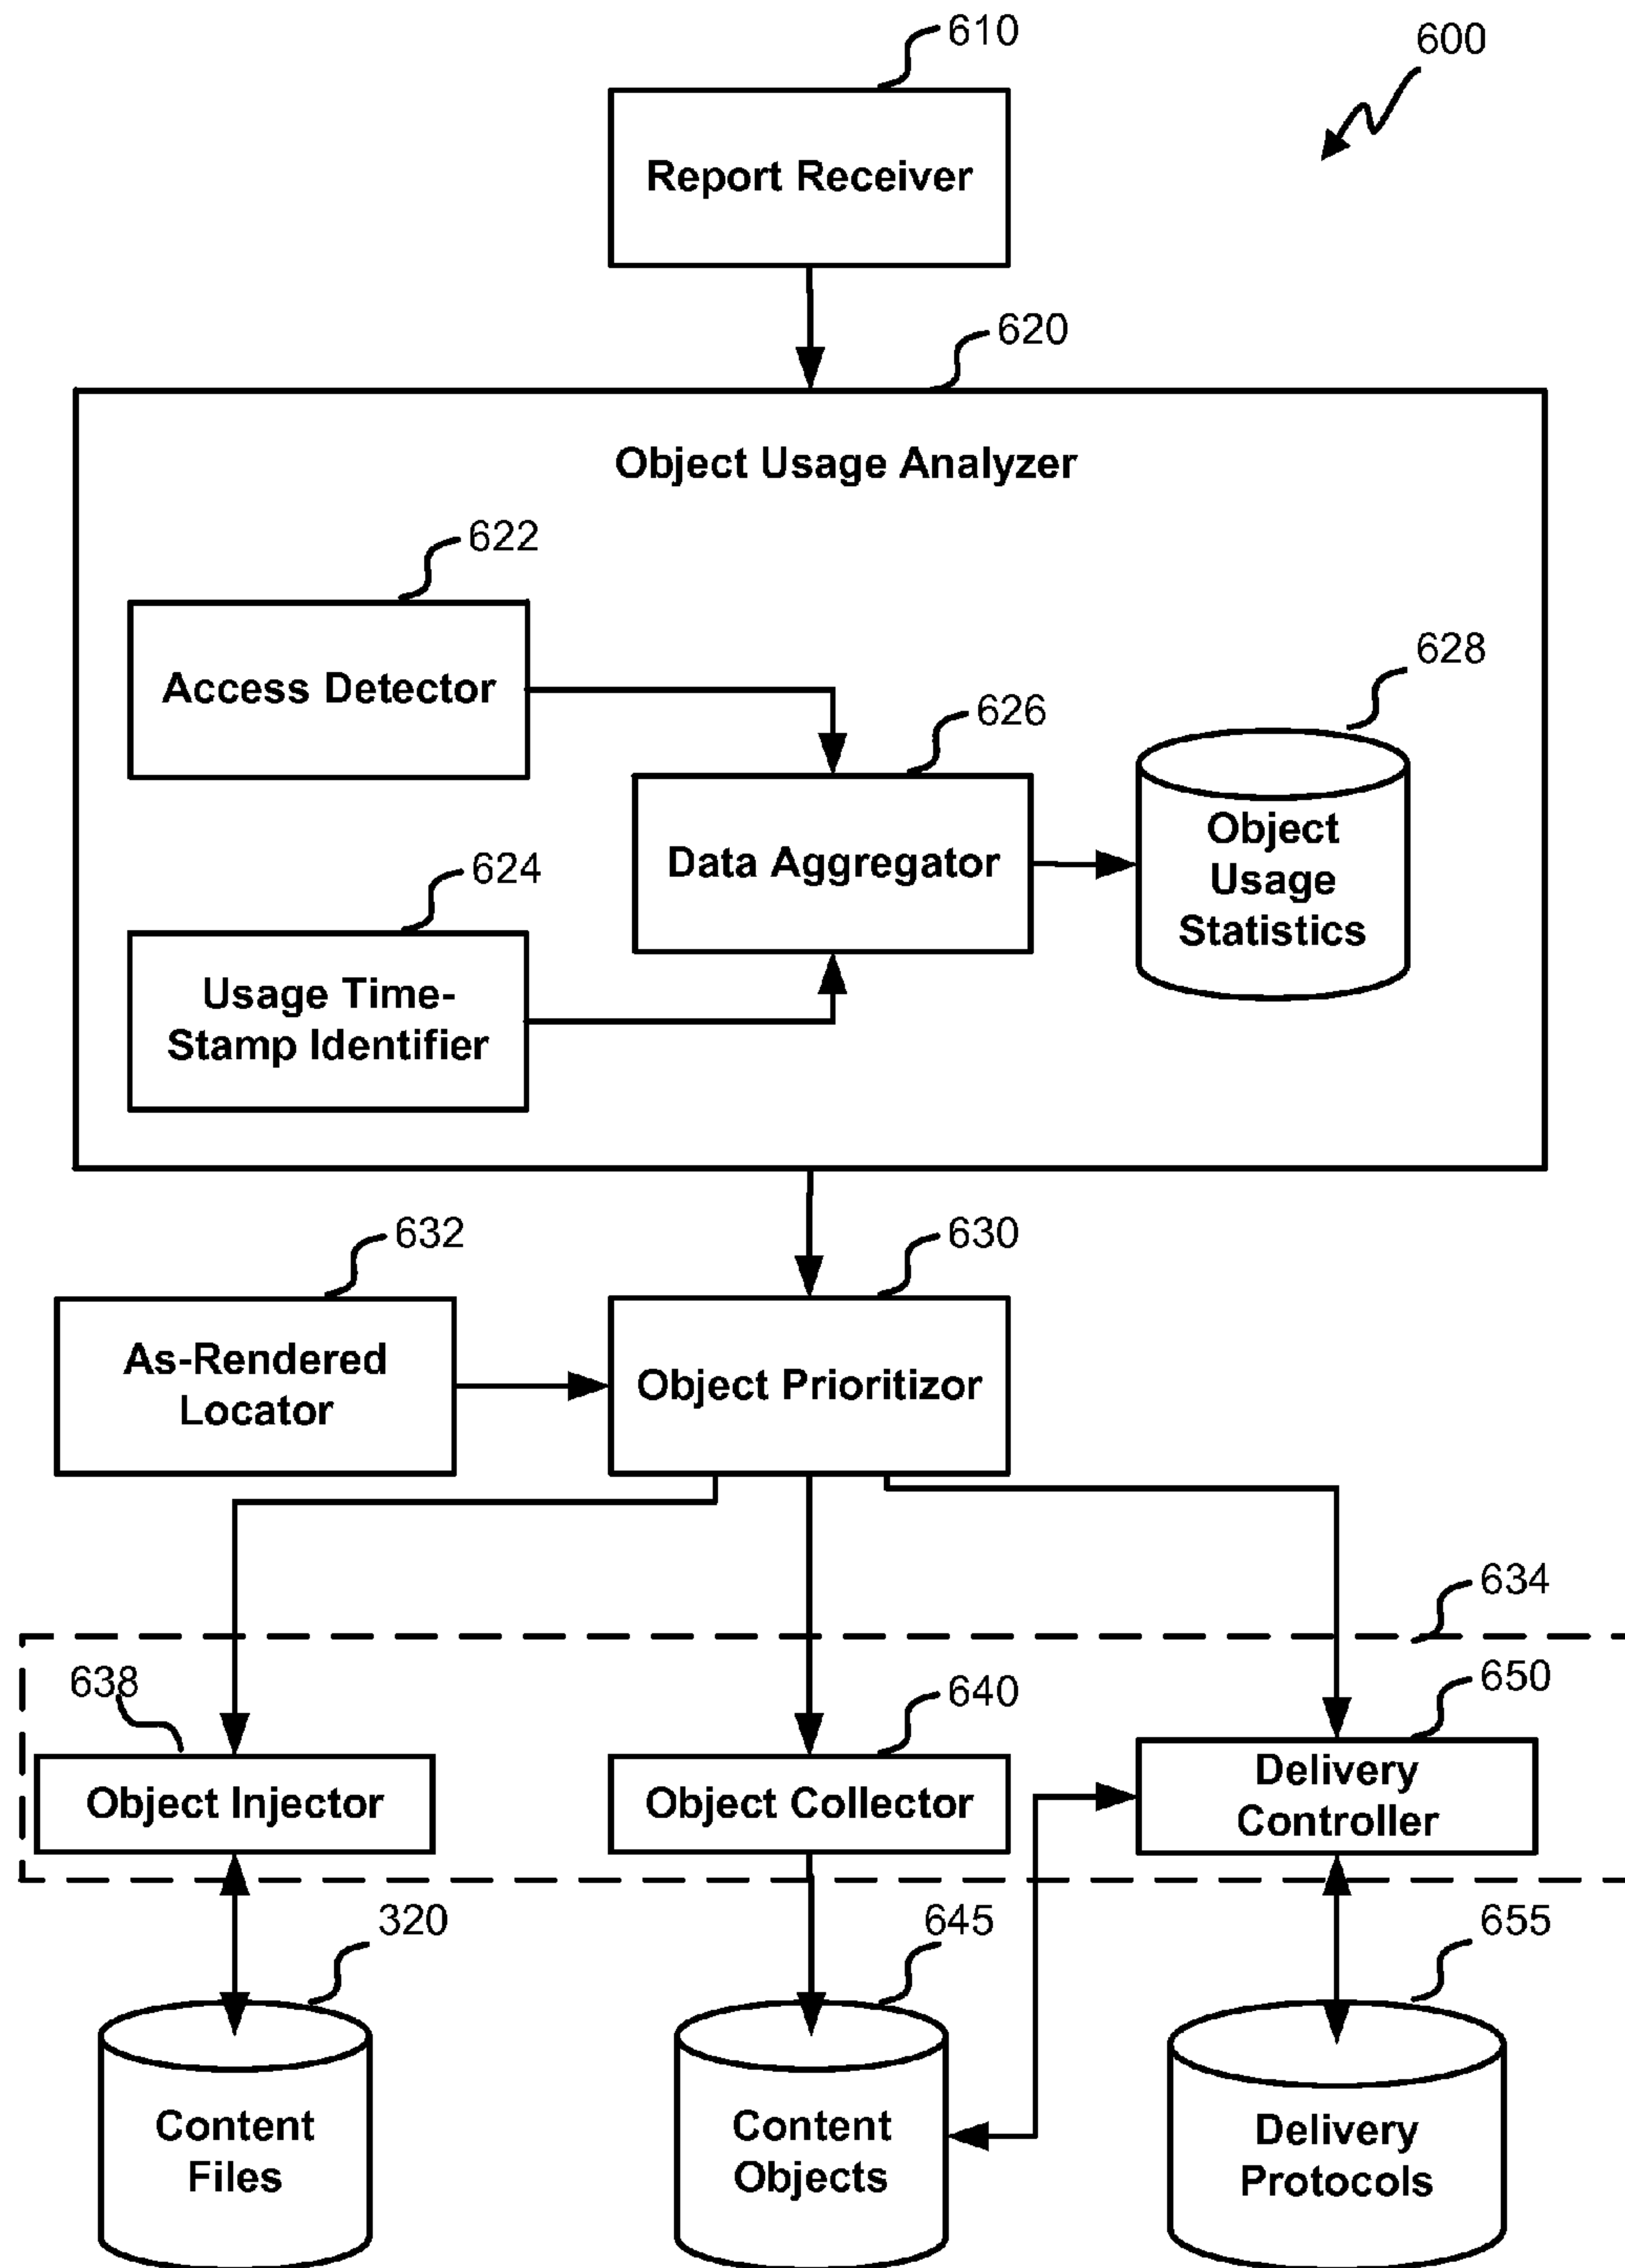 610
600
Report Receiver
620
Object Usage Analyzer
622
Access Detector
628
626
Data Aggregator
Object
Usage
Statistics
624
Usage Time-
Stamp Identifier
632
630
As-Rendered
Locator
Object Prioritizor
634
638
640
650
Object Injector
Object Collector
Delivery
Controller
320
645
655
Content
Files
Content
Objects
Delivery
Protocols